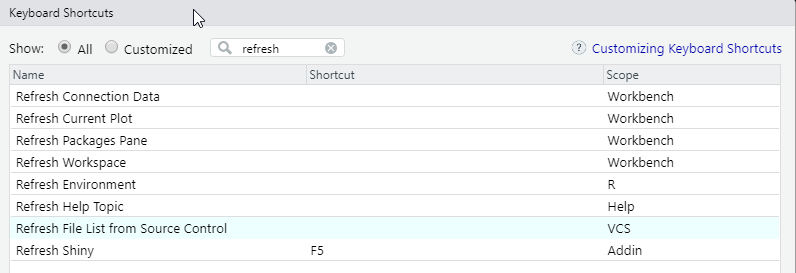 Keyboard Shortcuts
Show: All Customized refresh ? Customizing Keyboard Shortcuts
Name Shortcut Scope
Refresh Connection Data Workbench
Refresh Current Plot Workbench
Refresh Packages Pane Workbench
Refresh Workspace Workbench
Refresh Environment R
Refresh Help Topic Help
Refresh File List from Source Control VCS
Refresh Shiny F5 Addin